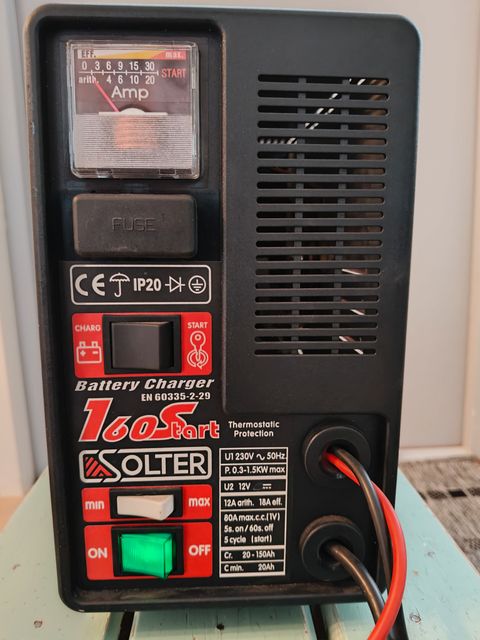 EFF. max.
0 3 6 9 15 30
START
arith. 4 6 10 20
Amp
FUSE
CE IP20
CHARG START
Battery Charger
EN 60335-2-29
160Start
Thermostatic
Protection
SOLTER
min max
ON OFF
U1 230V ∿ 50Hz
P. 0.3-1.5KW max
U2 12V ⎓
12A arith. 18A eff.
80A max.c.c.(1V)
5s. on/60s. off
5 cycle (start)
Cr. 20-150Ah
C min. 20Ah